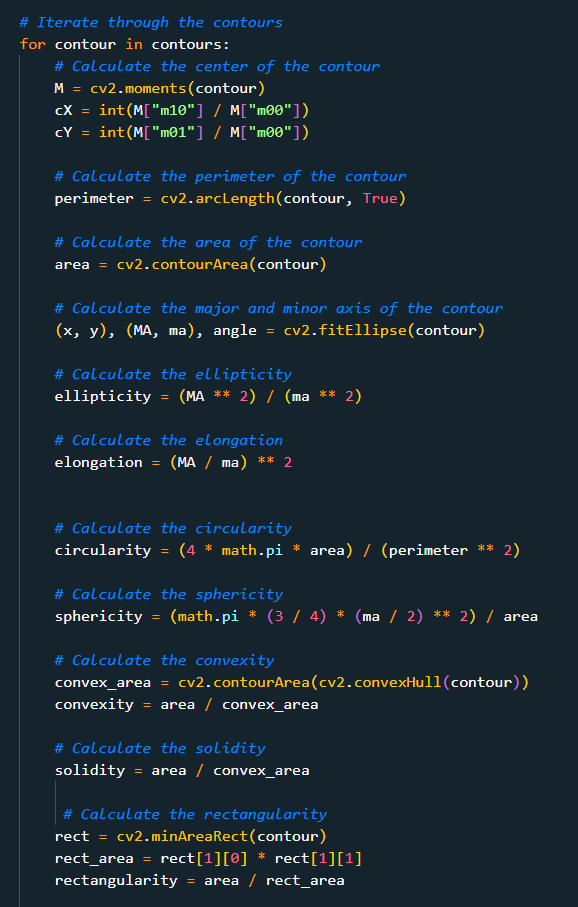 # Iterate through the contours
for contour in contours:
    # Calculate the center of the contour
    M = cv2.moments(contour)
    cX = int(M["m10"] / M["m00"])
    cY = int(M["m01"] / M["m00"])

    # Calculate the perimeter of the contour
    perimeter = cv2.arcLength(contour, True)

    # Calculate the area of the contour
    area = cv2.contourArea(contour)

    # Calculate the major and minor axis of the contour
    (x, y), (MA, ma), angle = cv2.fitEllipse(contour)

    # Calculate the ellipticity
    ellipticity = (MA ** 2) / (ma ** 2)

    # Calculate the elongation
    elongation = (MA / ma) ** 2


    # Calculate the circularity
    circularity = (4 * math.pi * area) / (perimeter ** 2)

    # Calculate the sphericity
    sphericity = (math.pi * (3 / 4) * (ma / 2) ** 2) / area

    # Calculate the convexity
    convex_area = cv2.contourArea(cv2.convexHull(contour))
    convexity = area / convex_area

    # Calculate the solidity
    solidity = area / convex_area

     # Calculate the rectangularity
    rect = cv2.minAreaRect(contour)
    rect_area = rect[1][0] * rect[1][1]
    rectangularity = area / rect_area